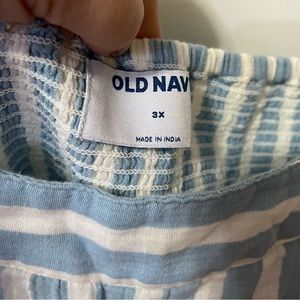 OLD NAV
3X
MADE IN INDIA